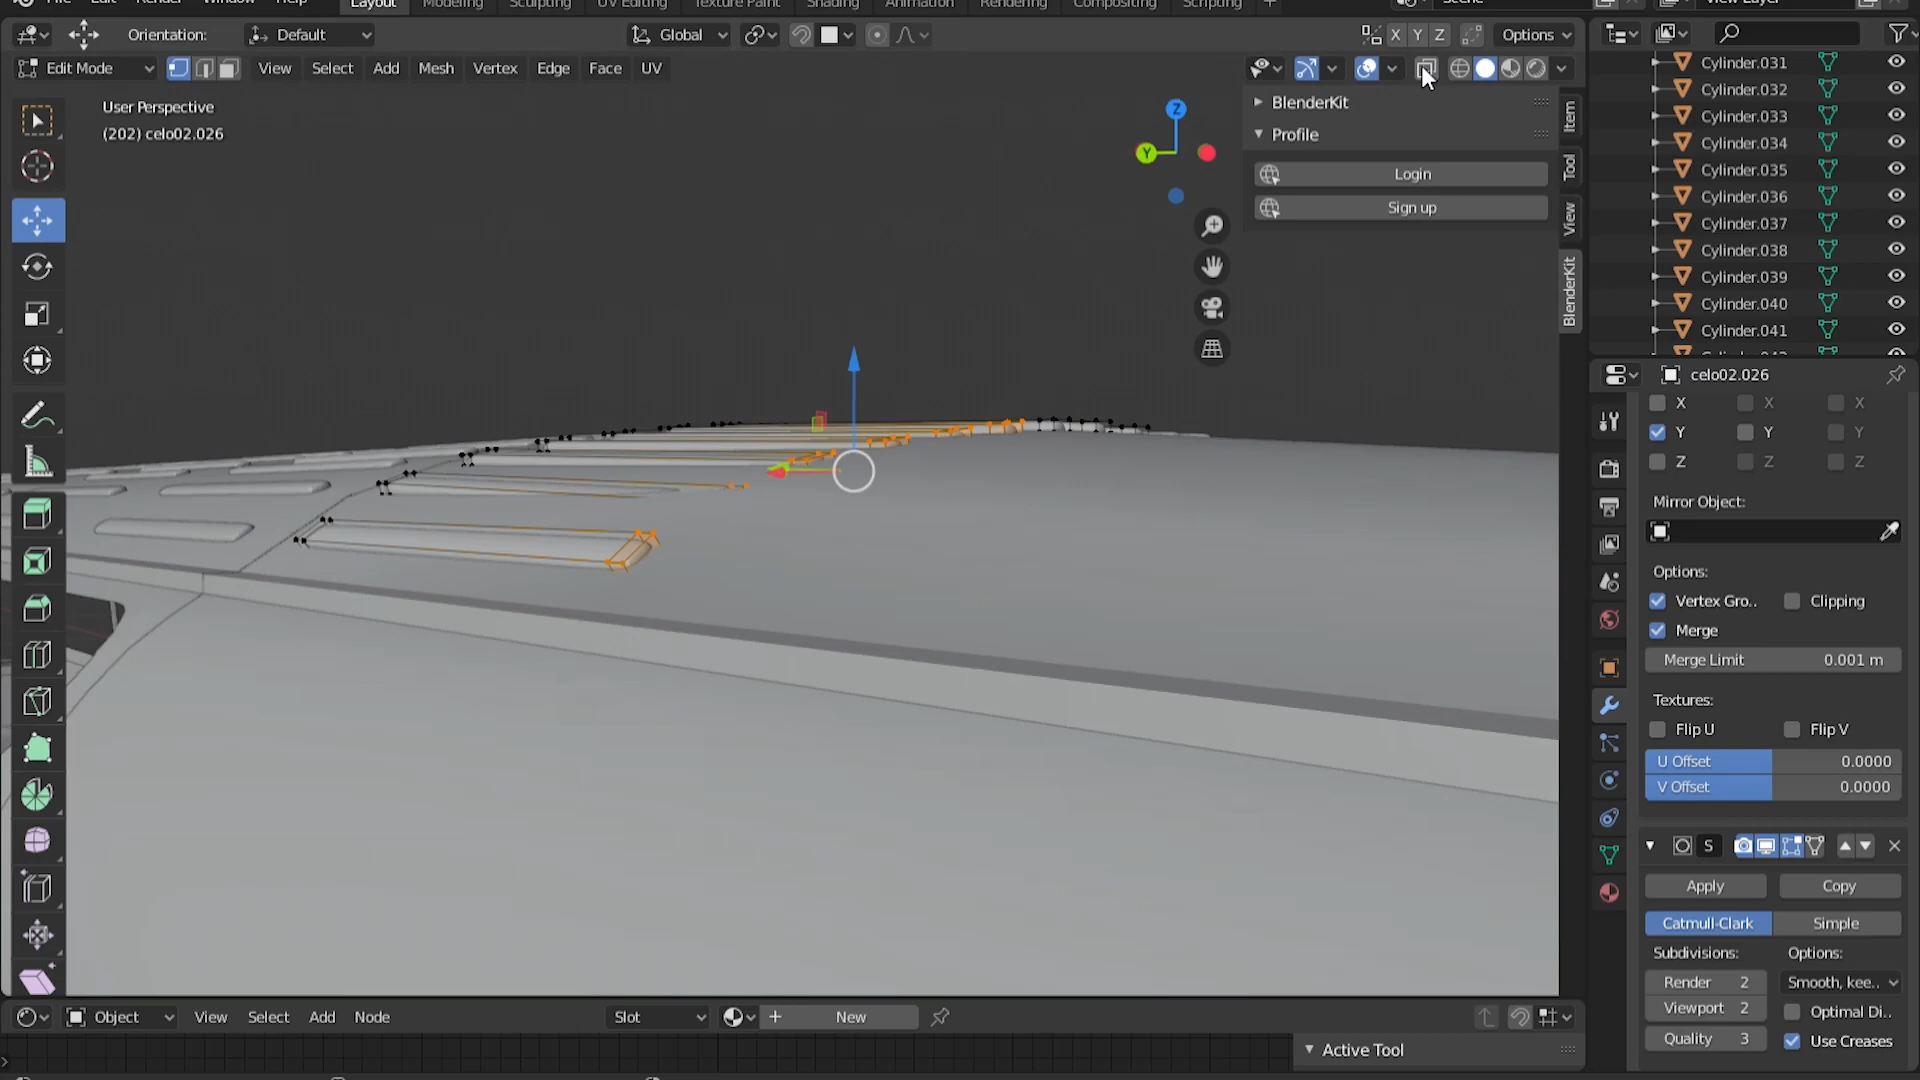 File Edit Render Window Help Layout Modeling Sculpting UV Editing Texture Paint Shading Animation Rendering Compositing Scripting + Scene View Layer
Orientation: Default Global X Y Z Options
Edit Mode View Select Add Mesh Vertex Edge Face UV
User Perspective
(202) celo02.026
Z
Y
BlenderKit
Profile
Login
Sign up
Item
Tool
View
BlenderKit
Cylinder.031
Cylinder.032
Cylinder.033
Cylinder.034
Cylinder.035
Cylinder.036
Cylinder.037
Cylinder.038
Cylinder.039
Cylinder.040
Cylinder.041
celo02.026
X X X
Y Y Y
Z Z Z
Mirror Object:
Options:
Vertex Gro.. Clipping
Merge
Merge Limit 0.001 m
Textures:
Flip U Flip V
U Offset 0.0000
V Offset 0.0000
S
Apply Copy
Catmull-Clark Simple
Subdivisions: Options:
Render 2 Smooth, kee..
Viewport 2 Optimal Di..
Quality 3 Use Creases
Object View Select Add Node Slot New
Active Tool